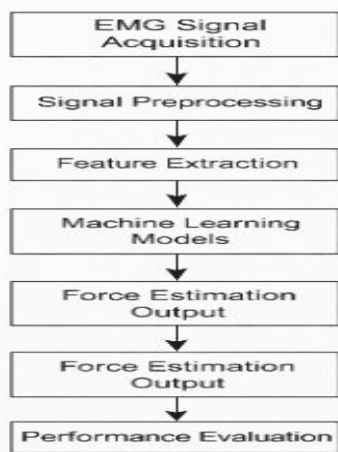 EMG Signal
Acquisition
Signal Preprocessing
Feature Extraction
Machine Learning
Models
Force Estimation
Output
Force Estimation
Output
Performance Evaluation